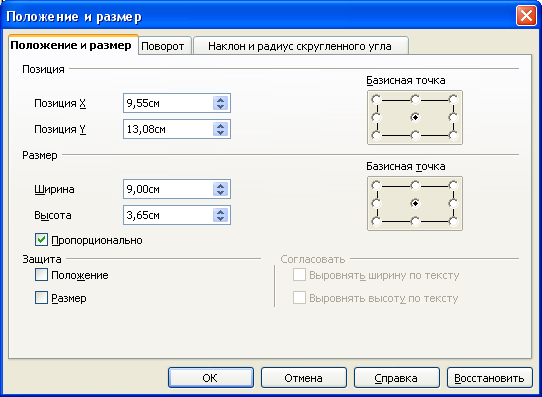 Положение и размер
Положение и размер Поворот Наклон и радиус скругленного угла
Позиция Базисная точка
Позиция X 9,55см
Позиция Y 13,08см
Размер Базисная точка
Ширина 9,00см
Высота 3,65см
Пропорционально
Защита Согласовать
Положение Выровнять ширину по тексту
Размер Выровнять высоту по тексту
ОК Отмена Справка Восстановить